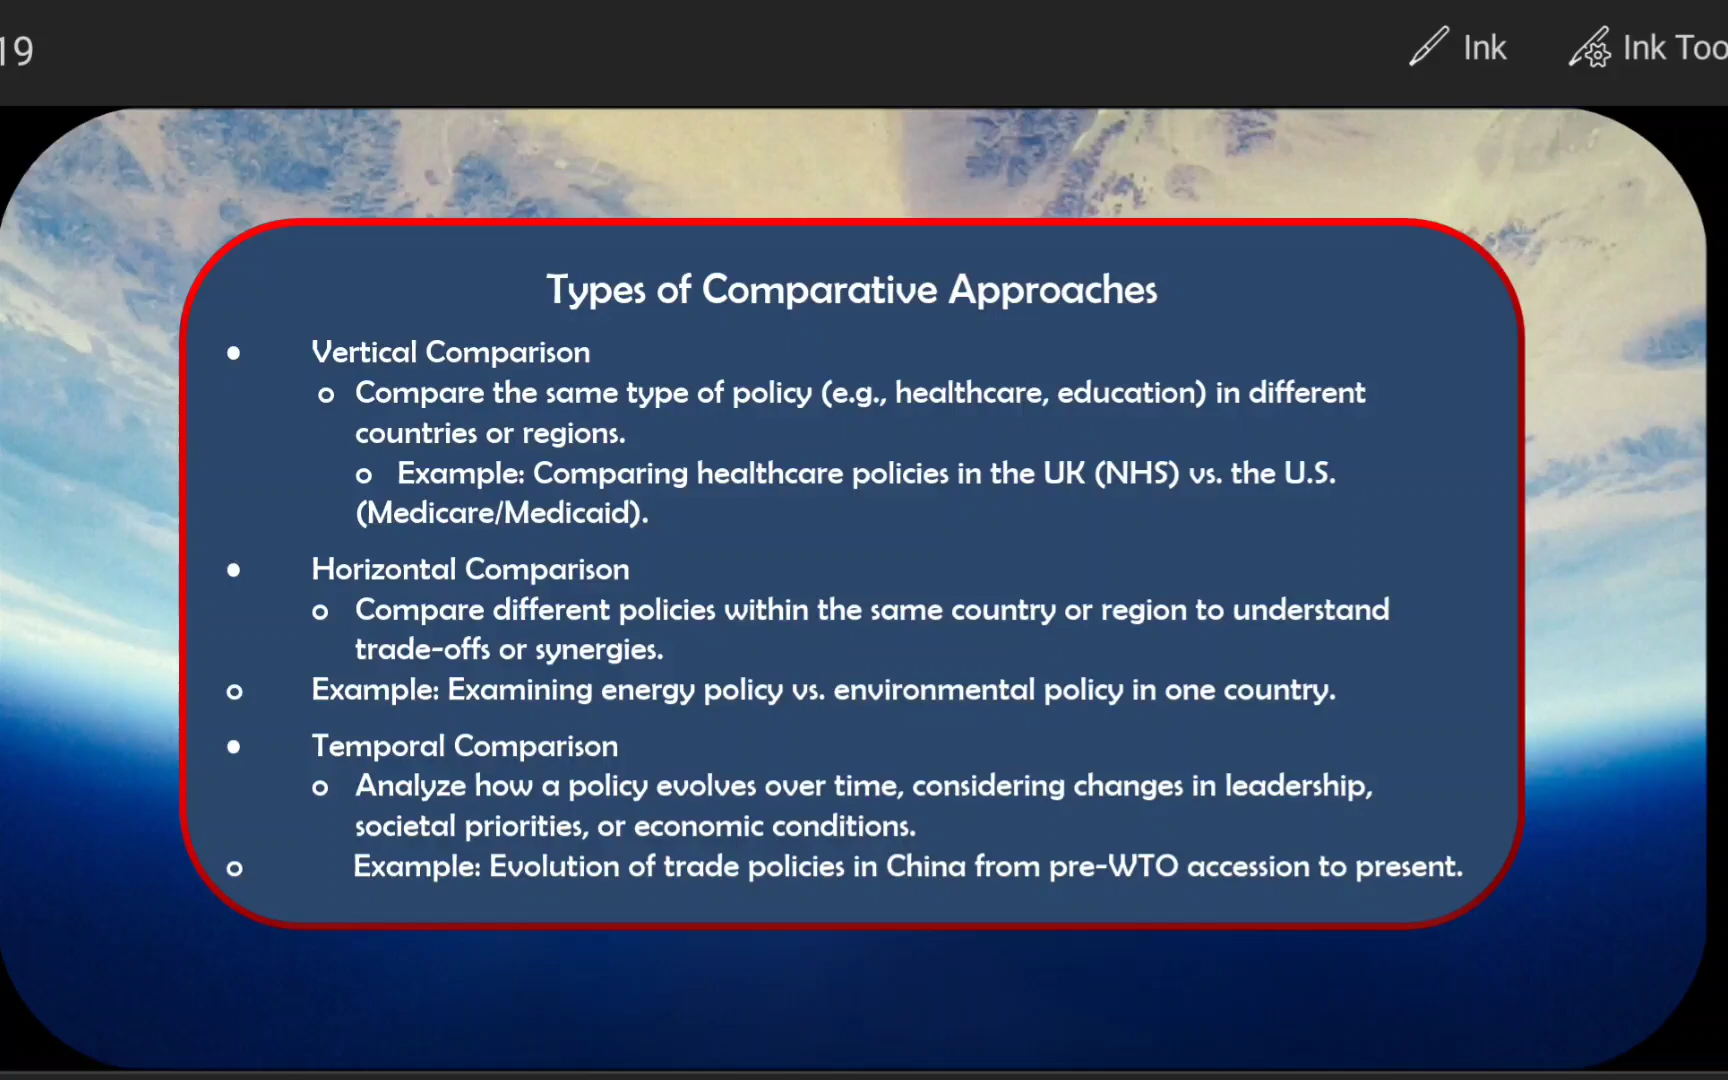 19
Ink
Ink Too
Types of Comparative Approaches
• Vertical Comparison
o Compare the same type of policy (e.g., healthcare, education) in different
countries or regions.
o Example: Comparing healthcare policies in the UK (NHS) vs. the U.S.
(Medicare/Medicaid).
• Horizontal Comparison
o Compare different policies within the same country or region to understand
trade-offs or synergies.
o Example: Examining energy policy vs. environmental policy in one country.
• Temporal Comparison
o Analyze how a policy evolves over time, considering changes in leadership,
societal priorities, or economic conditions.
o Example: Evolution of trade policies in China from pre-WTO accession to present.